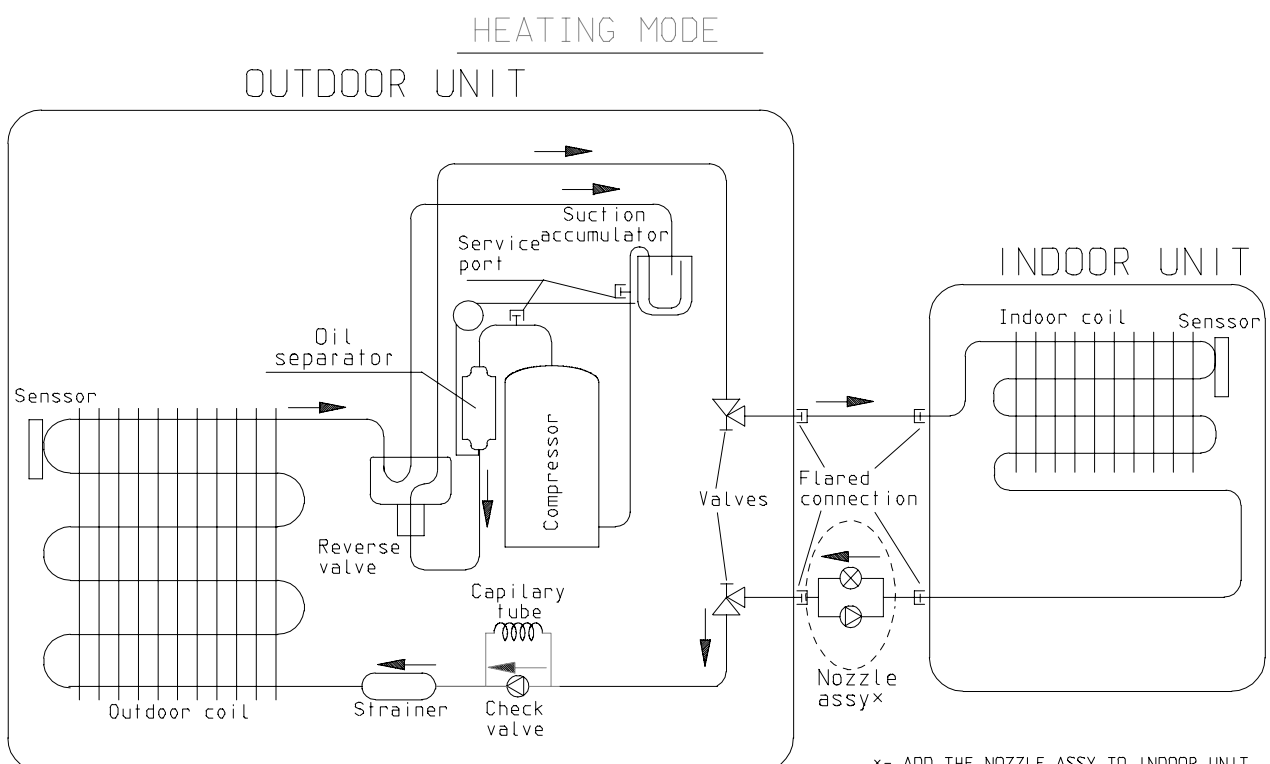 HEATING MODE
OUTDOOR UNIT
Suction
accumulator
Service
port
INDOOR UNIT
Indoor coil
Senssor
Oil
separator
Senssor
Compressor
Flared
connection
Valves
Reverse
valve
Capilary
tube
Nozzle
assy*
Outdoor coil
Strainer
Check
valve
*- ADD THE NOZZLE ASSY TO INDOOR UNIT